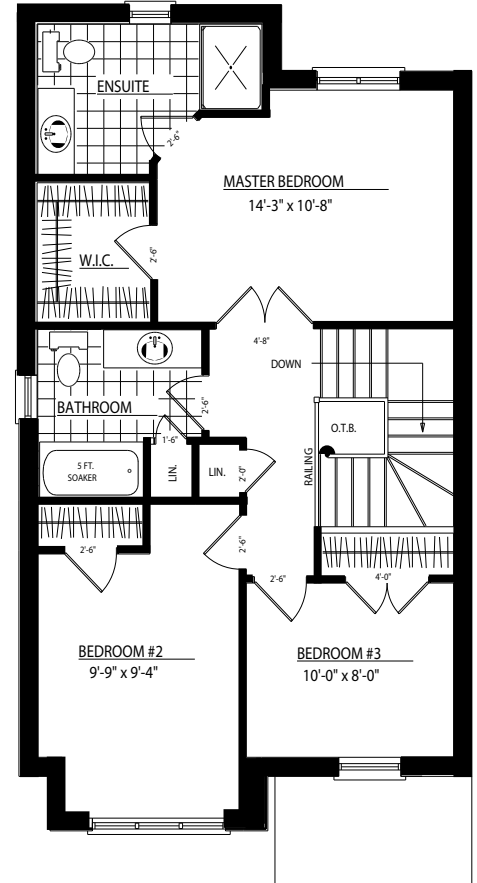 ENSUITE
2'-6"
MASTER BEDROOM
14'-3" x 10'-8"
W.I.C.
2'-6"
4'-8"
DOWN
BATHROOM
2'-6"
O.T.B.
1'-6"
5 FT.
SOAKER
LIN.
LIN.
2'-0"
RAILING
2'-6"
2'-6"
2'-6"
4'-0"
BEDROOM #2
9'-9" x 9'-4"
BEDROOM #3
10'-0" x 8'-0"